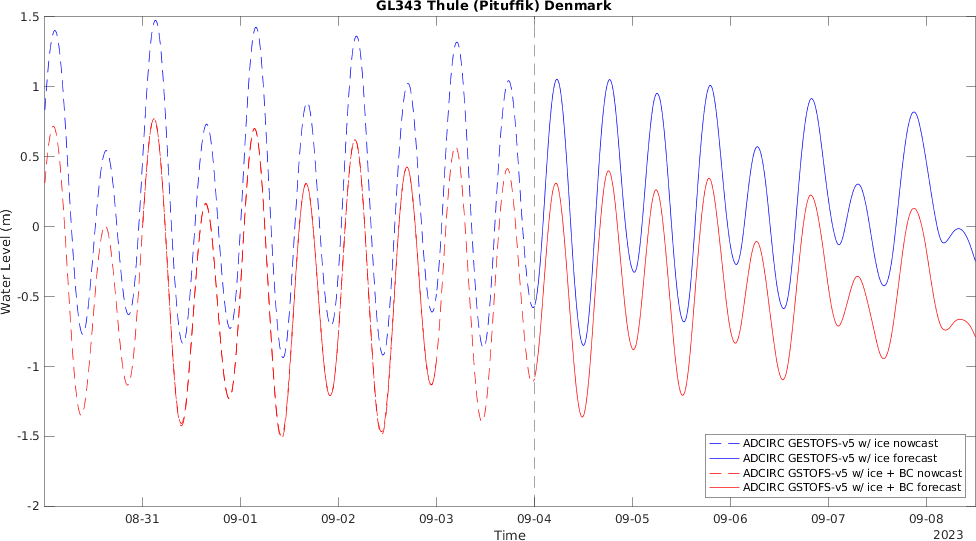 GL343 Thule (Pituffik) Denmark
1.5
1
0.5
0
-0.5
-1
-1.5
-2
Water Level (m)
ADCIRC GESTOFS-v5 w/ ice nowcast
ADCIRC GESTOFS-v5 w/ ice forecast
ADCIRC GSTOFS-v5 w/ ice + BC nowcast
ADCIRC GSTOFS-v5 w/ ice + BC forecast
08-31 09-01 09-02 09-03 09-04 09-05 09-06 09-07 09-08
Time
2023